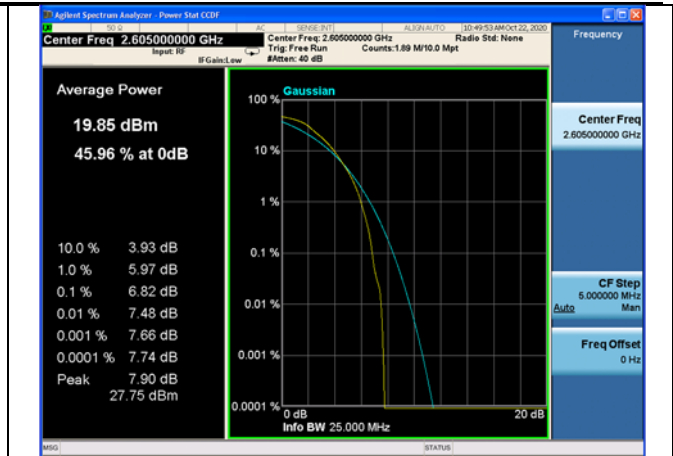 Agilent Spectrum Analyzer - Power Stat CCDF
50 Ω AC SENSE:INT ALIGN AUTO 10:49:53 AM Oct 22, 2020
Center Freq 2.605000000 GHz
Input: RF
IFGain:Low
Center Freq: 2.605000000 GHz Radio Std: None
Trig: Free Run Counts:1.89 M/10.0 Mpt
#Atten: 40 dB
Average Power
19.85 dBm
45.96 % at 0dB
10.0 % 3.93 dB
1.0 % 5.97 dB
0.1 % 6.82 dB
0.01 % 7.48 dB
0.001 % 7.66 dB
0.0001 % 7.74 dB
Peak 7.90 dB
27.75 dBm
Gaussian
100 %
10 %
1 %
0.1 %
0.01 %
0.001 %
0.0001 %
0 dB 20 dB
Info BW 25.000 MHz
Frequency
Center Freq
2.605000000 GHz
CF Step
5.000000 MHz
Auto Man
Freq Offset
0 Hz
MSG STATUS